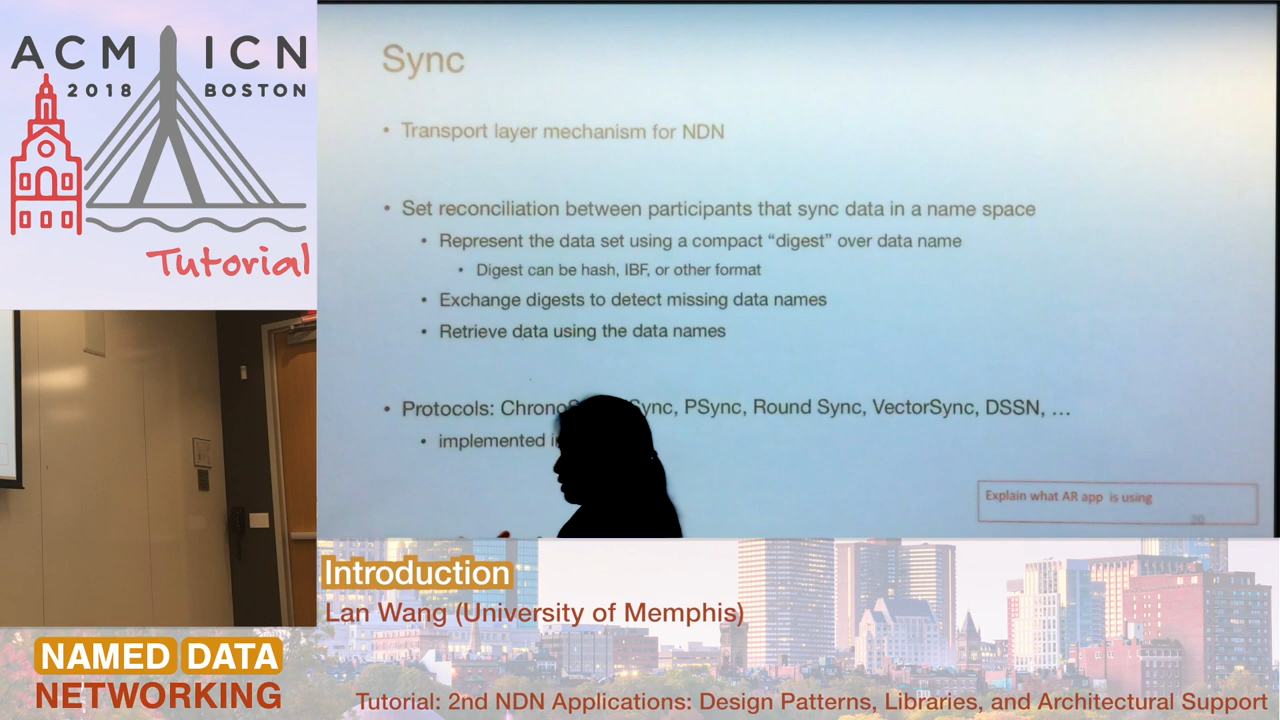 ACM ICN
2018 BOSTON
Tutorial
Sync
• Transport layer mechanism for NDN
• Set reconciliation between participants that sync data in a name space
• Represent the data set using a compact “digest” over data name
• Digest can be hash, IBF, or other format
• Exchange digests to detect missing data names
• Retrieve data using the data names
• Protocols: Chrono Sync, PSync, Round Sync, VectorSync, DSSN, …
• implemented
Explain what AR app is using
20
Introduction
Lan Wang (University of Memphis)
NAMED DATA
NETWORKING
Tutorial: 2nd NDN Applications: Design Patterns, Libraries, and Architectural Support